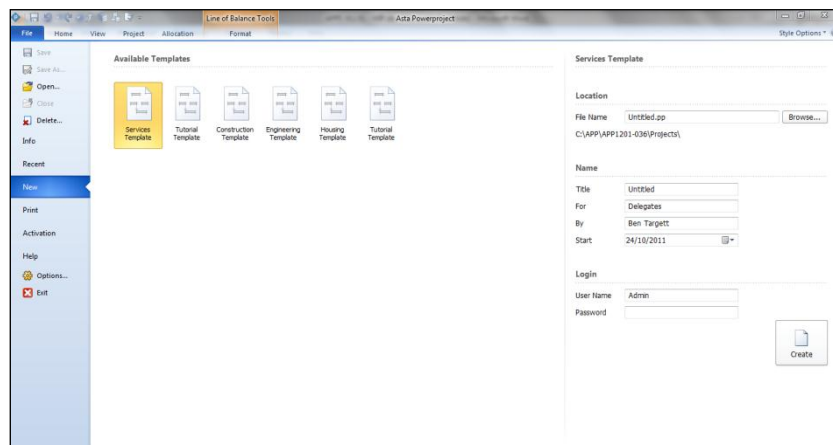 Line of Balance Tools
Asta Powerproject
File Home View Project Allocation Format Style Options
Save
Save As...
Open...
Close
Delete...
Info
Recent
New
Print
Activation
Help
Options...
Exit
Available Templates
Services Template
Tutorial Template
Construction Template
Engineering Template
Housing Template
Tutorial Template
Services Template
Location
File Name Untitled.pp Browse...
C:\APP\APP1201-036\Projects\
Name
Title Untitled
For Delegates
By Ben Targett
Start 24/10/2011
Login
User Name Admin
Password
Create